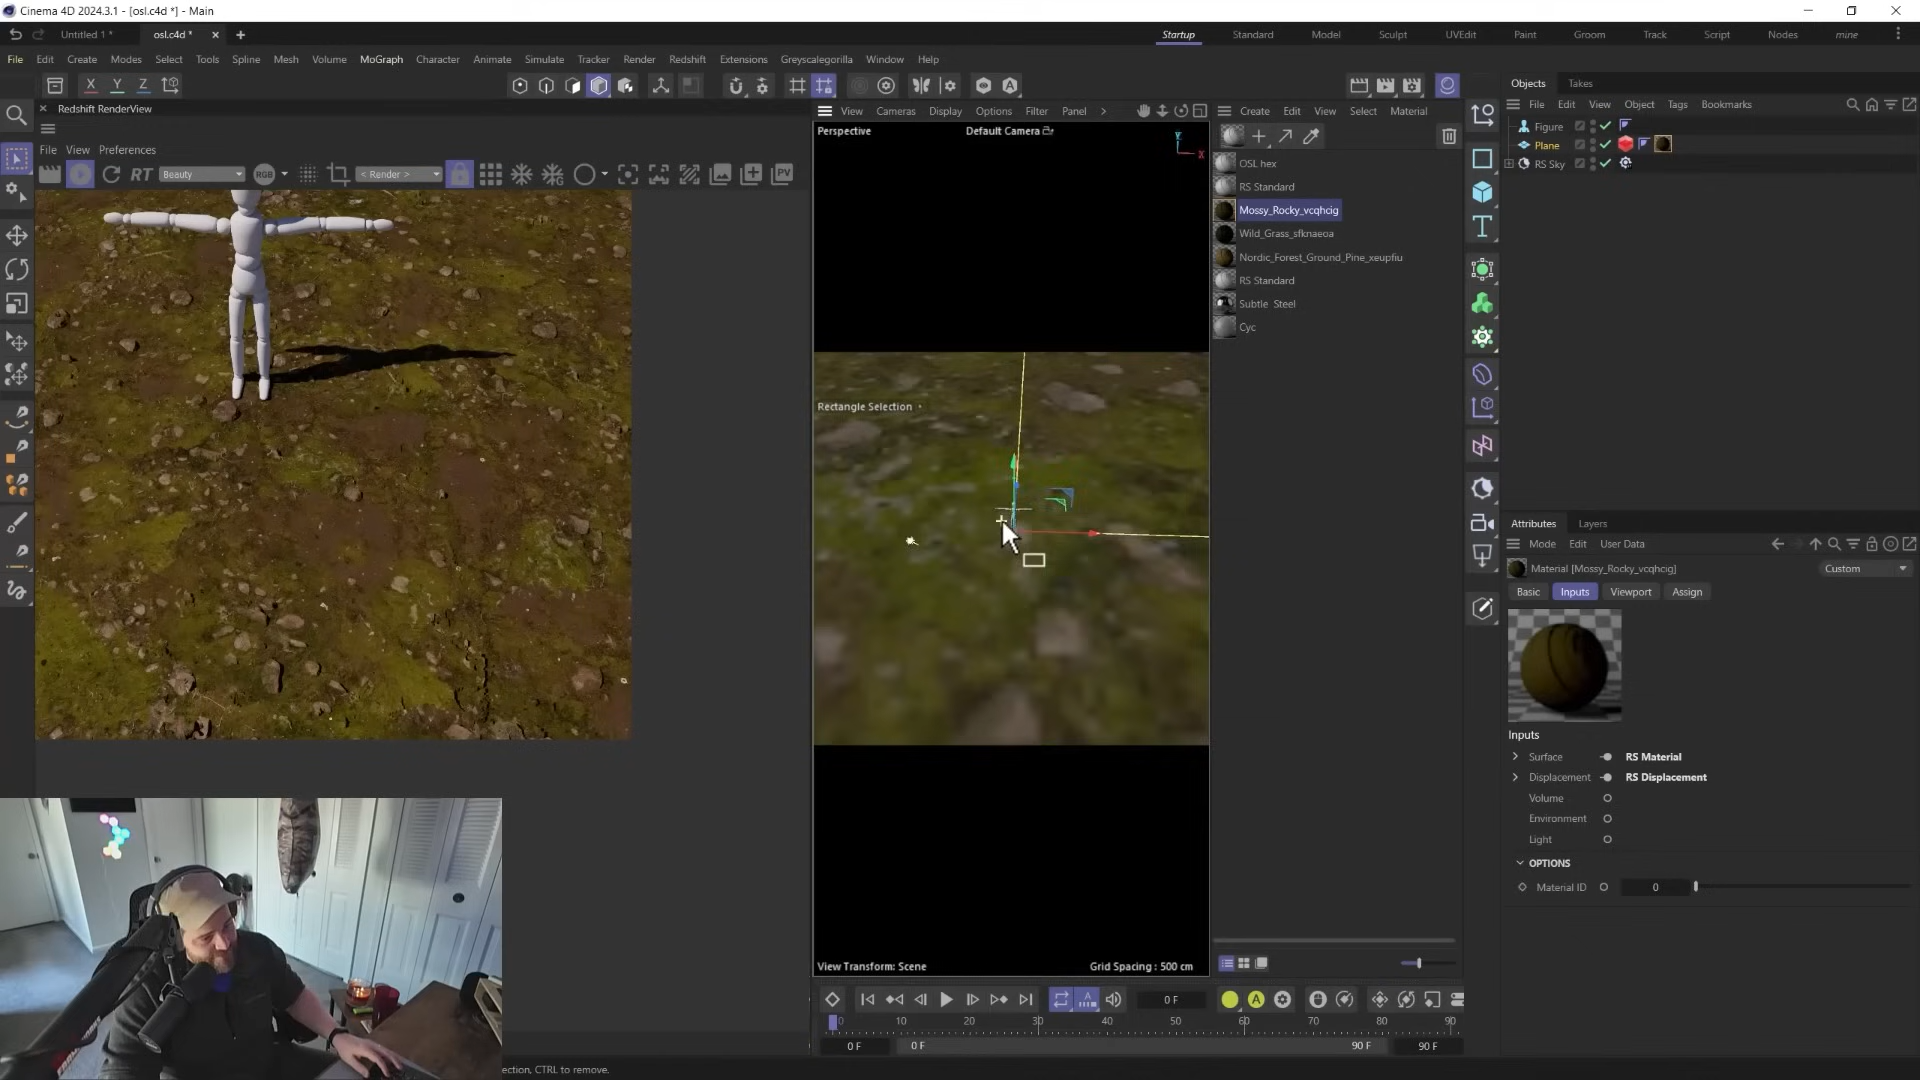 Cinema 4D 2024.3.1 - [osl.c4d *] - Main
Untitled 1 *
osl.c4d *
Startup
Standard
Model
Sculpt
UVEdit
Paint
Groom
Track
Script
Nodes
mine
File Edit Create Modes Select Tools Spline Mesh Volume MoGraph Character Animate Simulate Tracker Render Redshift Extensions Greyscalegorilla Window Help
X Y Z
Redshift RenderView
File View Preferences
RT Beauty RGB < Render > PV
View Cameras Display Options Filter Panel
Perspective
Default Camera
Y
X
Rectangle Selection
View Transform: Scene
Grid Spacing : 500 cm
Create Edit View Select Material
OSL hex
RS Standard
Mossy_Rocky_vcqhcig
Wild_Grass_sfknaeoa
Nordic_Forest_Ground_Pine_xeupfiu
RS Standard
Subtle Steel
Cyc
Objects Takes
File Edit View Object Tags Bookmarks
Figure
Plane
RS Sky
Attributes Layers
Mode Edit User Data
Material [Mossy_Rocky_vcqhcig]
Custom
Basic Inputs Viewport Assign
Inputs
Surface RS Material
Displacement RS Displacement
Volume
Environment
Light
OPTIONS
Material ID 0
0 F
0 10 20 30 40 50 60 70 80 90
0 F 0 F 90 F 90 F
ection, CTRL to remove.